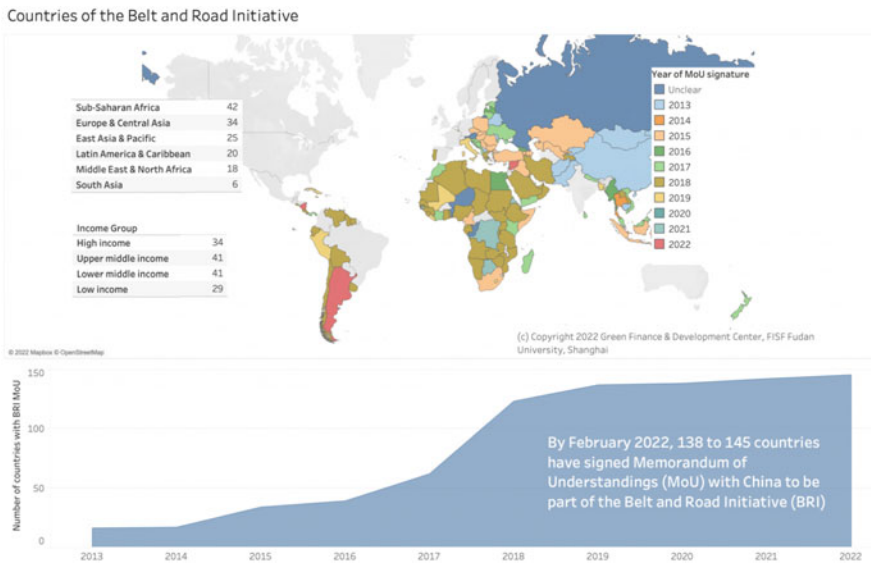 Countries of the Belt and Road Initiative
Year of MoU signature
Unclear
2013
2014
2015
2016
2017
2018
2019
2020
2021
2022
Sub-Saharan Africa 42
Europe & Central Asia 34
East Asia & Pacific 25
Latin America & Caribbean 20
Middle East & North Africa 18
South Asia 6
Income Group
High income 34
Upper middle income 41
Lower middle income 41
Low income 29
(c) Copyright 2022 Green Finance & Development Center, FISF Fudan
University, Shanghai
© 2022 Mapbox © OpenStreetMap
Number of countries with BRI MoU
150
100
50
0
By February 2022, 138 to 145 countries
have signed Memorandum of
Understandings (MoU) with China to be
part of the Belt and Road Initiative (BRI)
2013 2014 2015 2016 2017 2018 2019 2020 2021 2022